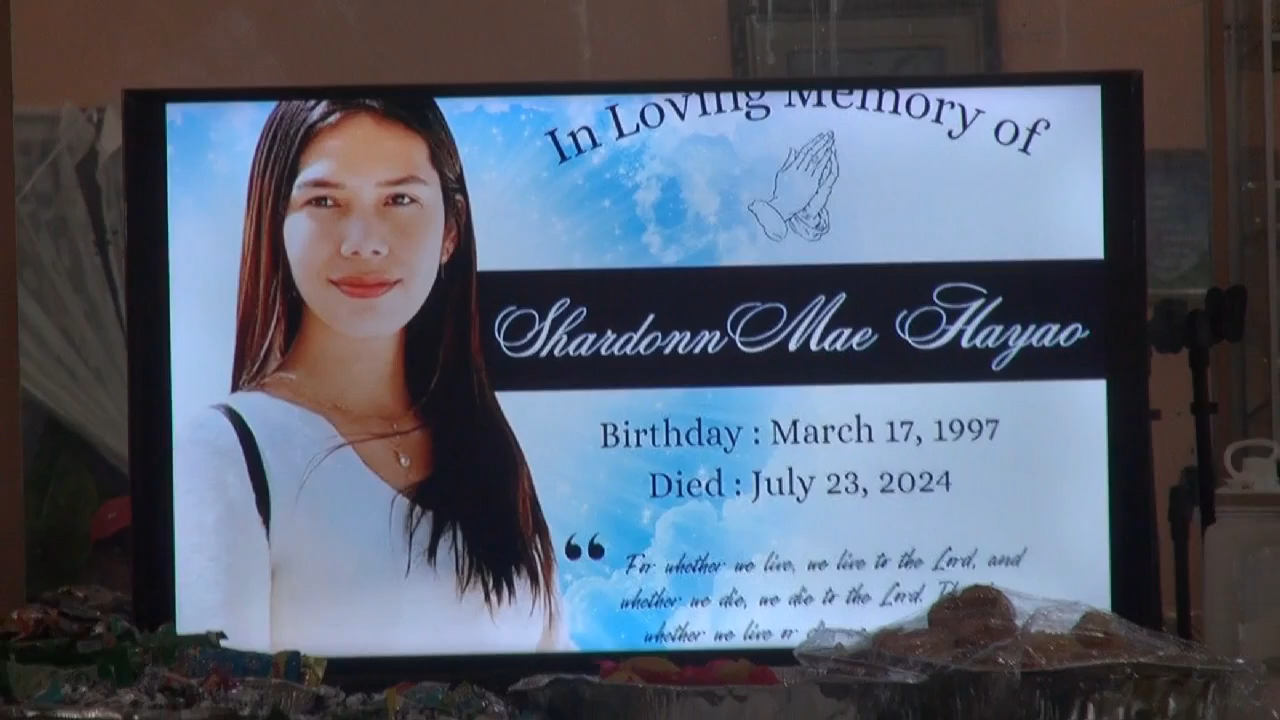 In Loving Memory of
Shardonn Mae Hayao
Birthday : March 17, 1997
Died : July 23, 2024
“ For whether we live, we live to the Lord, and
whether we die, we die to the Lord.
whether we live or